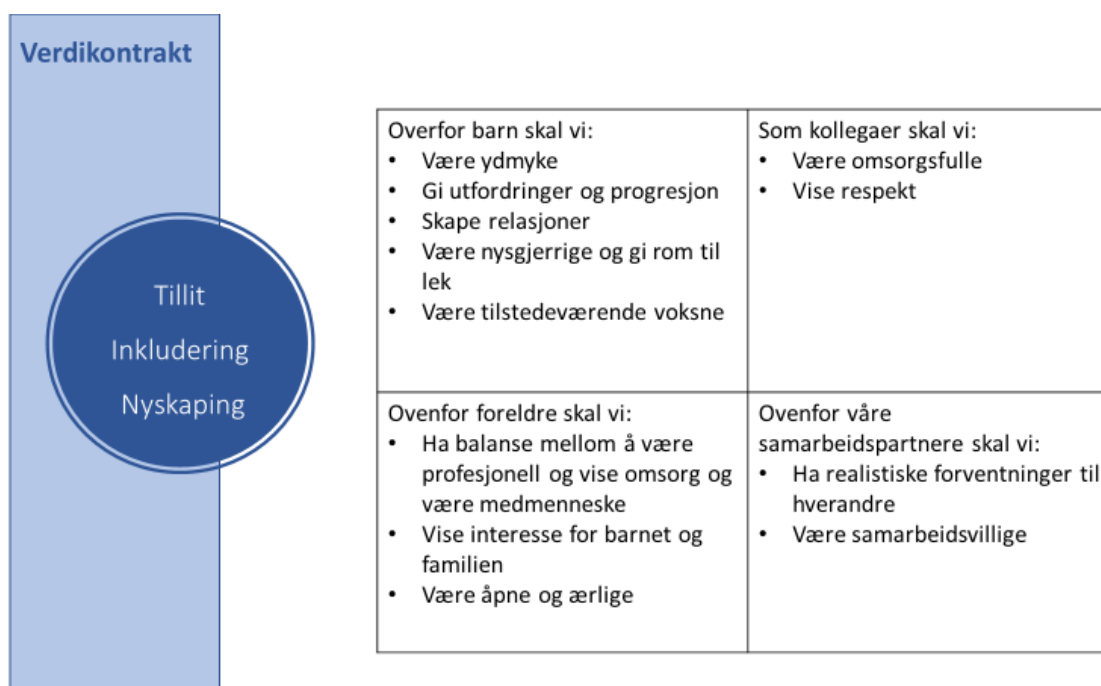 Verdikontrakt
Tillit
Inkludering
Nyskaping
Overfor barn skal vi:
• Være ydmyke
• Gi utfordringer og progresjon
• Skape relasjoner
• Være nysgjerrige og gi rom til
lek
• Være tilstedeværende voksne
Som kollegaer skal vi:
• Være omsorgsfulle
• Vise respekt
Ovenfor foreldre skal vi:
• Ha balanse mellom å være
profesjonell og vise omsorg og
være medmenneske
• Vise interesse for barnet og
familien
• Være åpne og ærlige
Ovenfor våre
samarbeidspartnere skal vi:
• Ha realistiske forventninger til
hverandre
• Være samarbeidsvillige